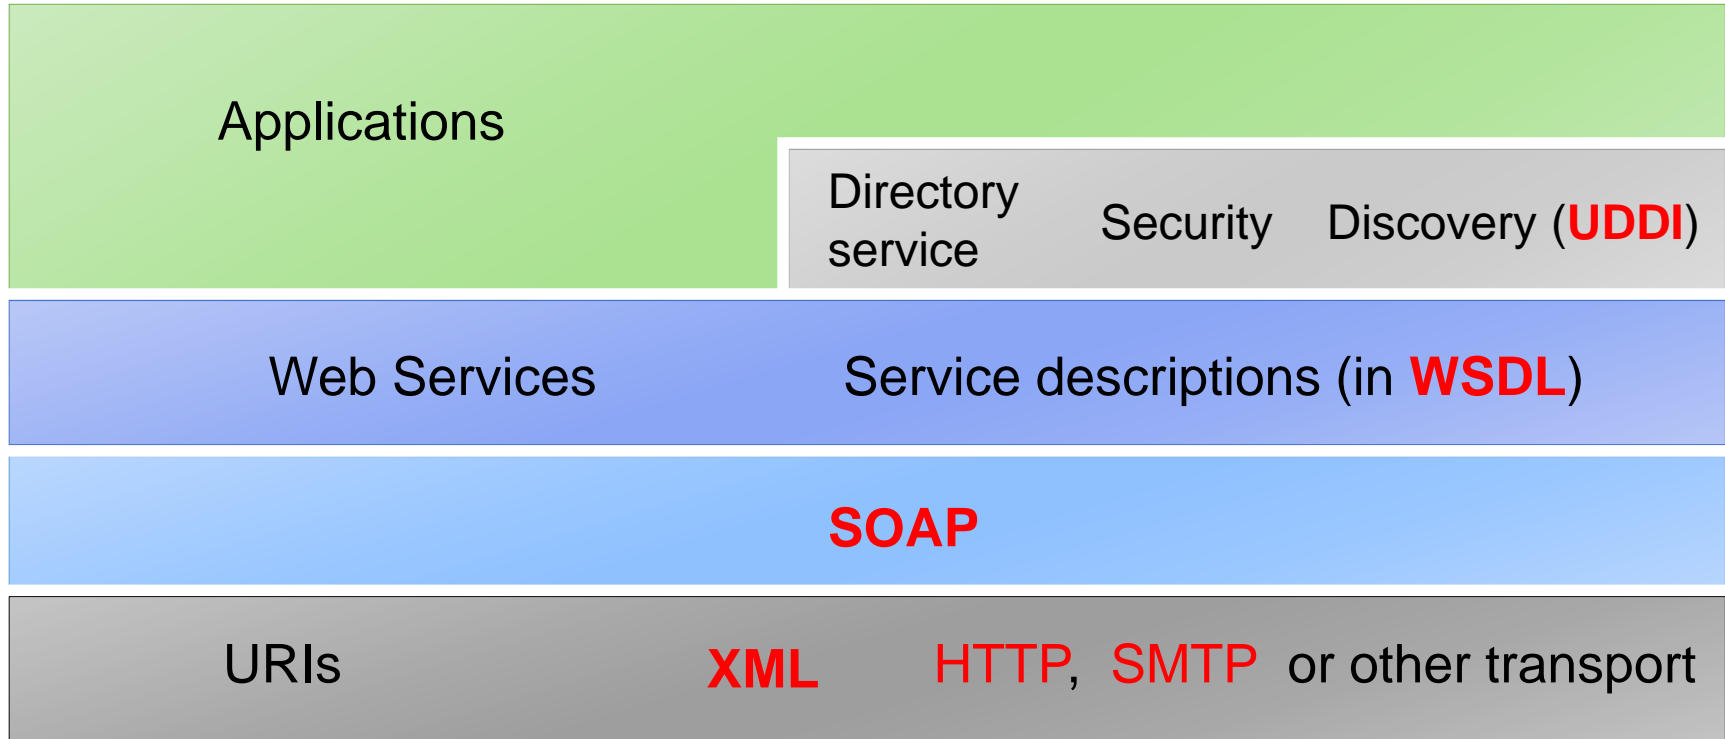 Applications
Directory
service
Security
Discovery (UDDI)
Web Services
Service descriptions (in WSDL)
SOAP
URIs
XML
HTTP, SMTP or other transport